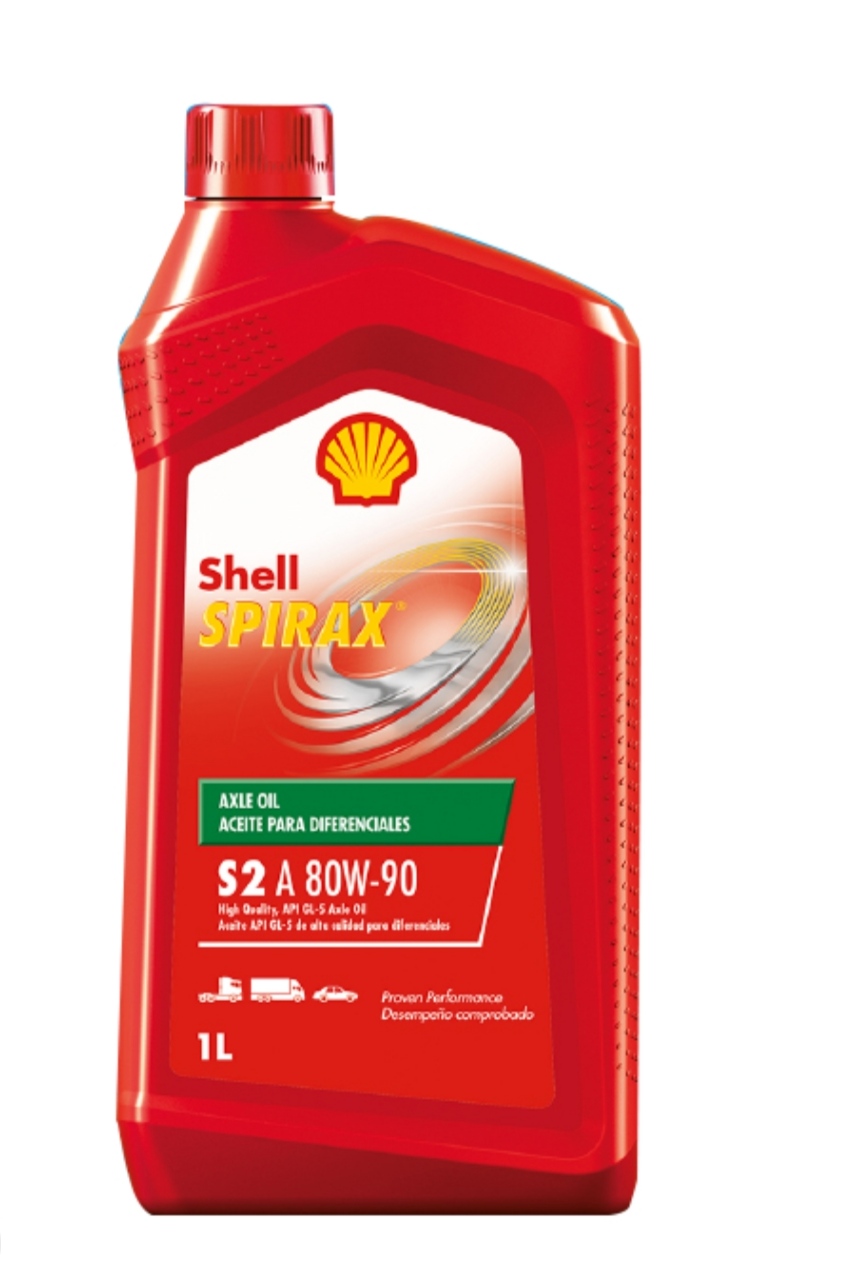 Shell
SPIRAX®
AXLE OIL
ACEITE PARA DIFERENCIALES
S2 A 80W-90
High Quality, API GL-5 Axle Oil
Aceite API GL-5 de alta calidad para diferenciales
Proven Performance
Desempeño comprobado
1L